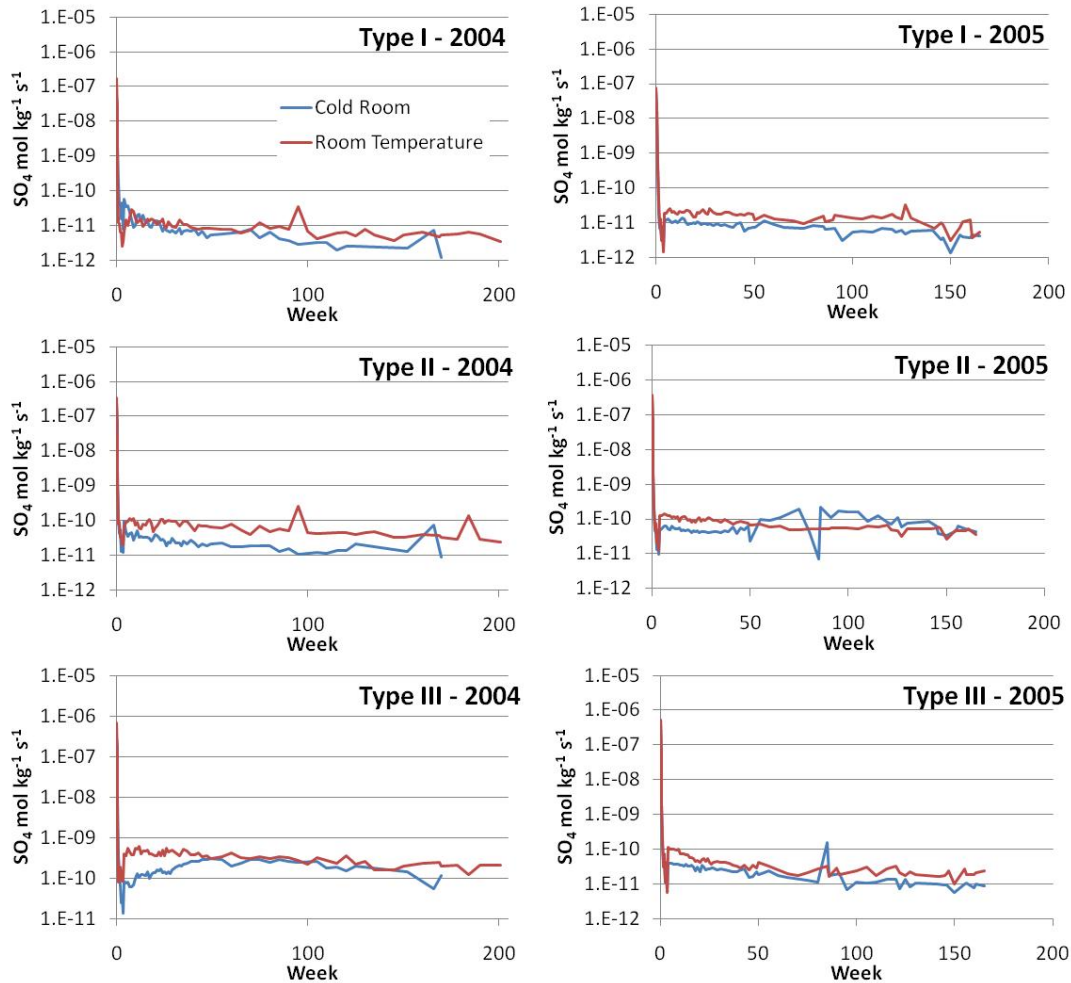 Type I - 2004
SO₄ mol kg⁻¹ s⁻¹
1.E-05
1.E-06
1.E-07
1.E-08
1.E-09
1.E-10
1.E-11
1.E-12
Cold Room
Room Temperature
0 100 200
Week
Type I - 2005
SO₄ mol kg⁻¹ s⁻¹
1.E-05
1.E-06
1.E-07
1.E-08
1.E-09
1.E-10
1.E-11
1.E-12
0 50 100 150 200
Week
Type II - 2004
SO₄ mol kg⁻¹ s⁻¹
1.E-05
1.E-06
1.E-07
1.E-08
1.E-09
1.E-10
1.E-11
1.E-12
0 100 200
Week
Type II - 2005
SO₄ mol kg⁻¹ s⁻¹
1.E-05
1.E-06
1.E-07
1.E-08
1.E-09
1.E-10
1.E-11
1.E-12
0 50 100 150 200
Week
Type III - 2004
SO₄ mol kg⁻¹ s⁻¹
1.E-05
1.E-06
1.E-07
1.E-08
1.E-09
1.E-10
1.E-11
0 100 200
Week
Type III - 2005
SO₄ mol kg⁻¹ s⁻¹
1.E-05
1.E-06
1.E-07
1.E-08
1.E-09
1.E-10
1.E-11
1.E-12
0 50 100 150 200
Week